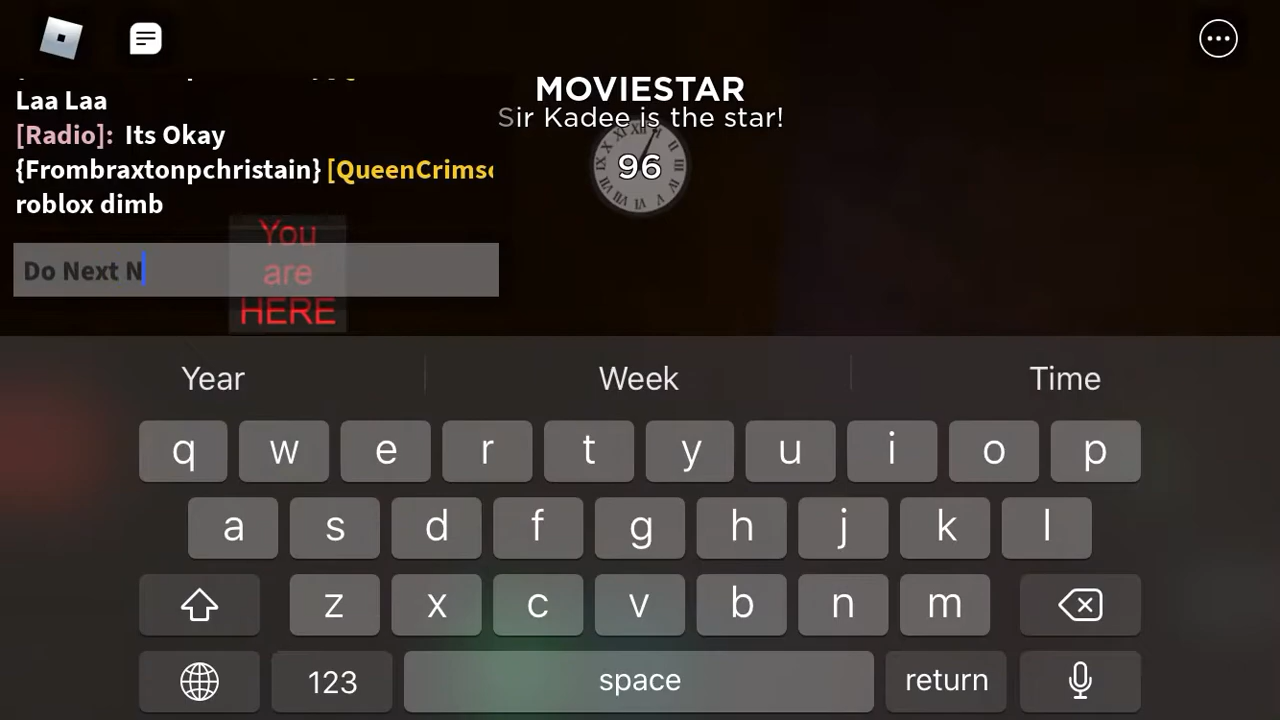 MOVIESTAR
Sir Kadee is the star!
96
Laa Laa
[Radio]: Its Okay
{Frombraxtonpchristain} [QueenCrimso
roblox dimb
You
are
HERE
Do Next N
Year Week Time
q w e r t y u i o p
a s d f g h j k l
z x c v b n m
123 space return